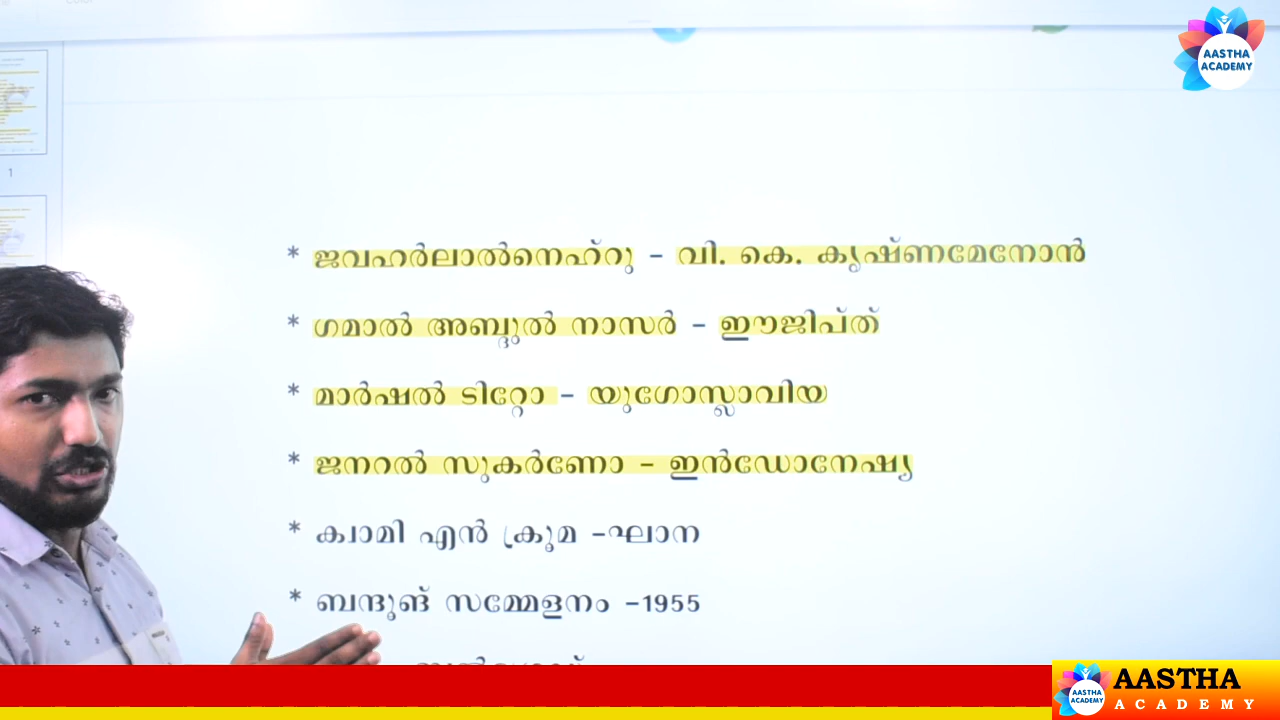 AASTHA
ACADEMY
* ജവഹർലാൽനെഹ്റു – വി. കെ. കൃഷ്ണമേനോൻ
* ഗമാൽ അബ്ദുൽ നാസർ – ഈജിപ്ത്
* മാർഷൽ ടിറ്റോ – യുഗോസ്ലാവിയ
* ജനറൽ സുകർണോ – ഇൻഡോനേഷ്യ
* ക്വാമി എൻ ക്രൂമ –ഘാന
* ബന്ദുങ് സമ്മേളനം –1955
AASTHA
ACADEMY
AASTHA
ACADEMY